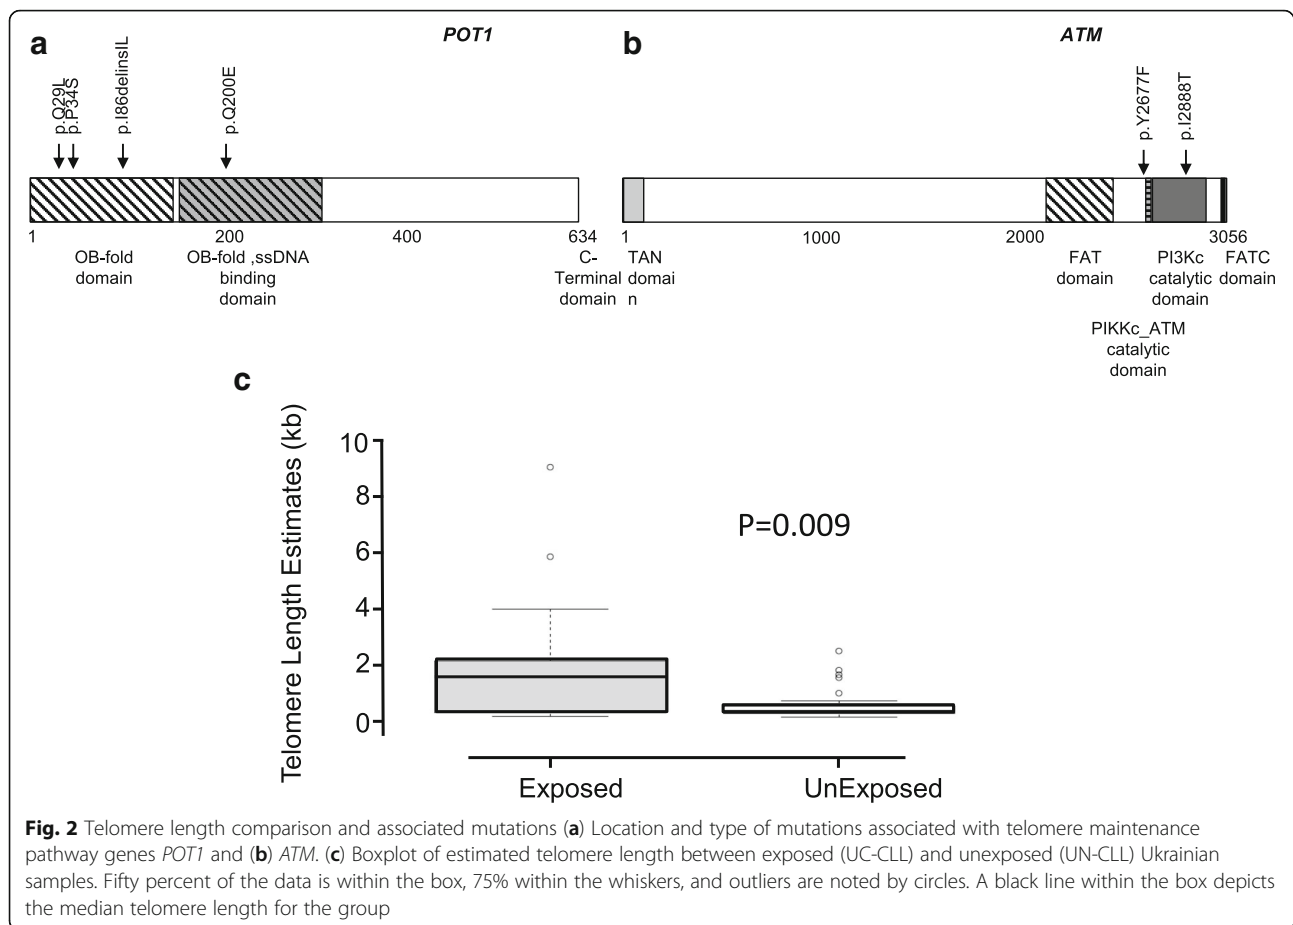 a
POT1
p.Q29L
p.P34S
p.I86delinsIL
p.Q200E
1
200
400
634
OB-fold
domain
OB-fold ,ssDNA
binding
domain
C-
Terminal
domain
b
ATM
p.Y2677F
p.I2888T
1
1000
2000
3056
TAN
domai
n
FAT
domain
PI3Kc
catalytic
domain
FATC
domain
PIKKc_ATM
catalytic
domain
c
Telomere Length Estimates (kb)
10
8
6
4
2
0
P=0.009
Exposed
UnExposed
Fig. 2 Telomere length comparison and associated mutations (a) Location and type of mutations associated with telomere maintenance
pathway genes POT1 and (b) ATM. (c) Boxplot of estimated telomere length between exposed (UC-CLL) and unexposed (UN-CLL) Ukrainian
samples. Fifty percent of the data is within the box, 75% within the whiskers, and outliers are noted by circles. A black line within the box depicts
the median telomere length for the group